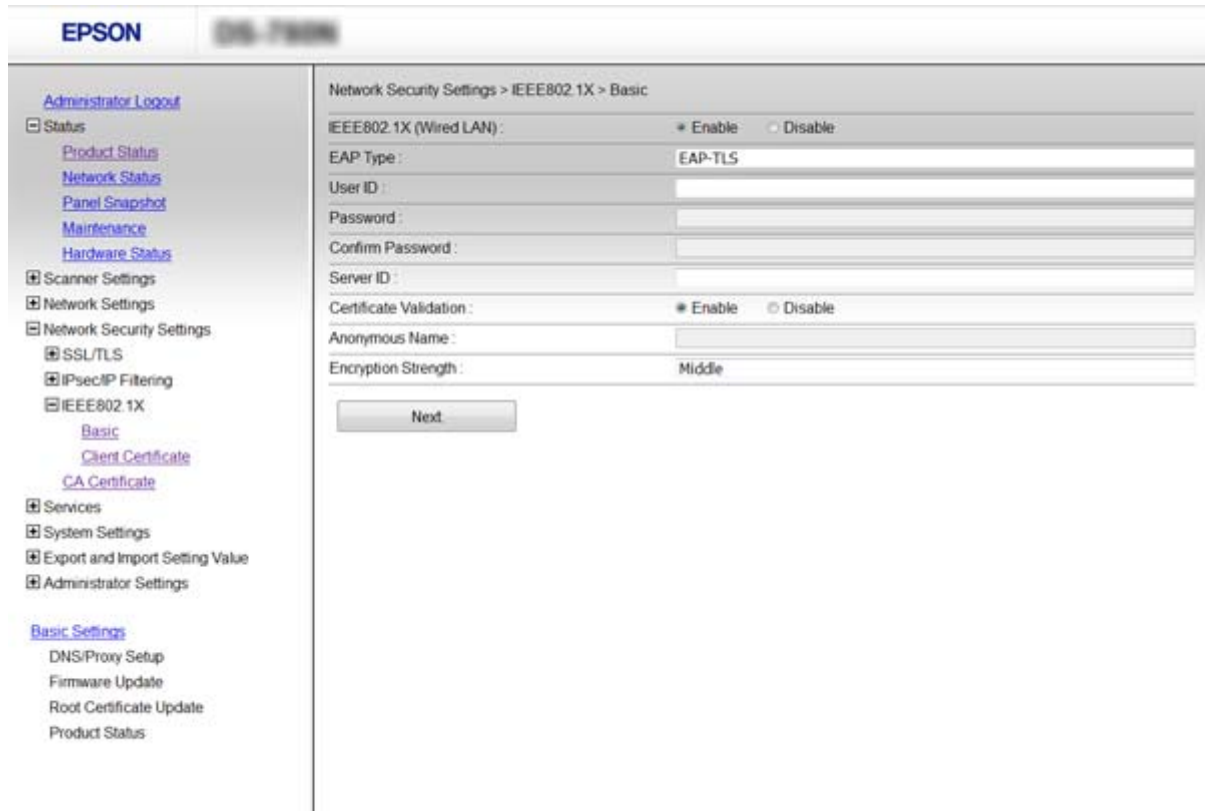 EPSON
Administrator Logout
Status
Product Status
Network Status
Panel Snapshot
Maintenance
Hardware Status
Scanner Settings
Network Settings
Network Security Settings
SSL/TLS
IPsec/IP Filtering
IEEE802.1X
Basic
Client Certificate
CA Certificate
Services
System Settings
Export and Import Setting Value
Administrator Settings
Basic Settings
DNS/Proxy Setup
Firmware Update
Root Certificate Update
Product Status
Network Security Settings > IEEE802.1X > Basic
IEEE802.1X (Wired LAN) : Enable Disable
EAP Type : EAP-TLS
User ID :
Password :
Confirm Password :
Server ID :
Certificate Validation : Enable Disable
Anonymous Name :
Encryption Strength : Middle
Next